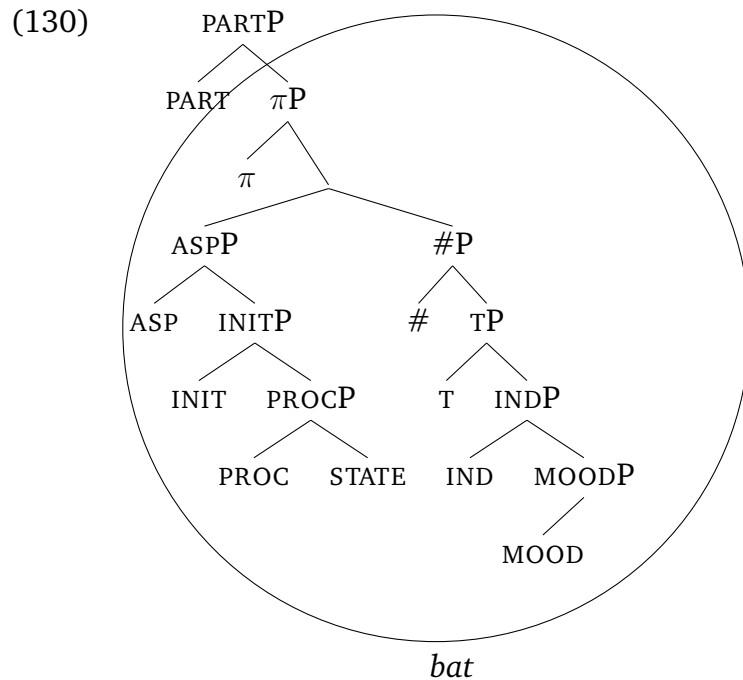 (130) PARTP
PART πP
π
ASPP #P
ASP INITP # TP
INIT PROCP T INDP
PROC STATE IND MOODP
MOOD
bat